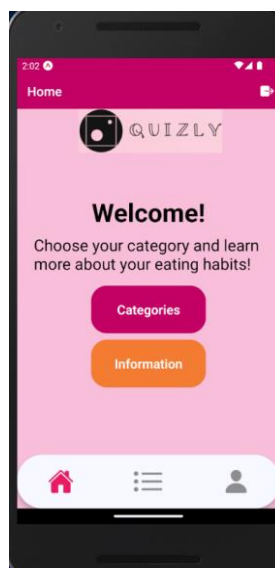 2:02
Home
QUIZLY
Welcome!
Choose your category and learn
more about your eating habits!
Categories
Information